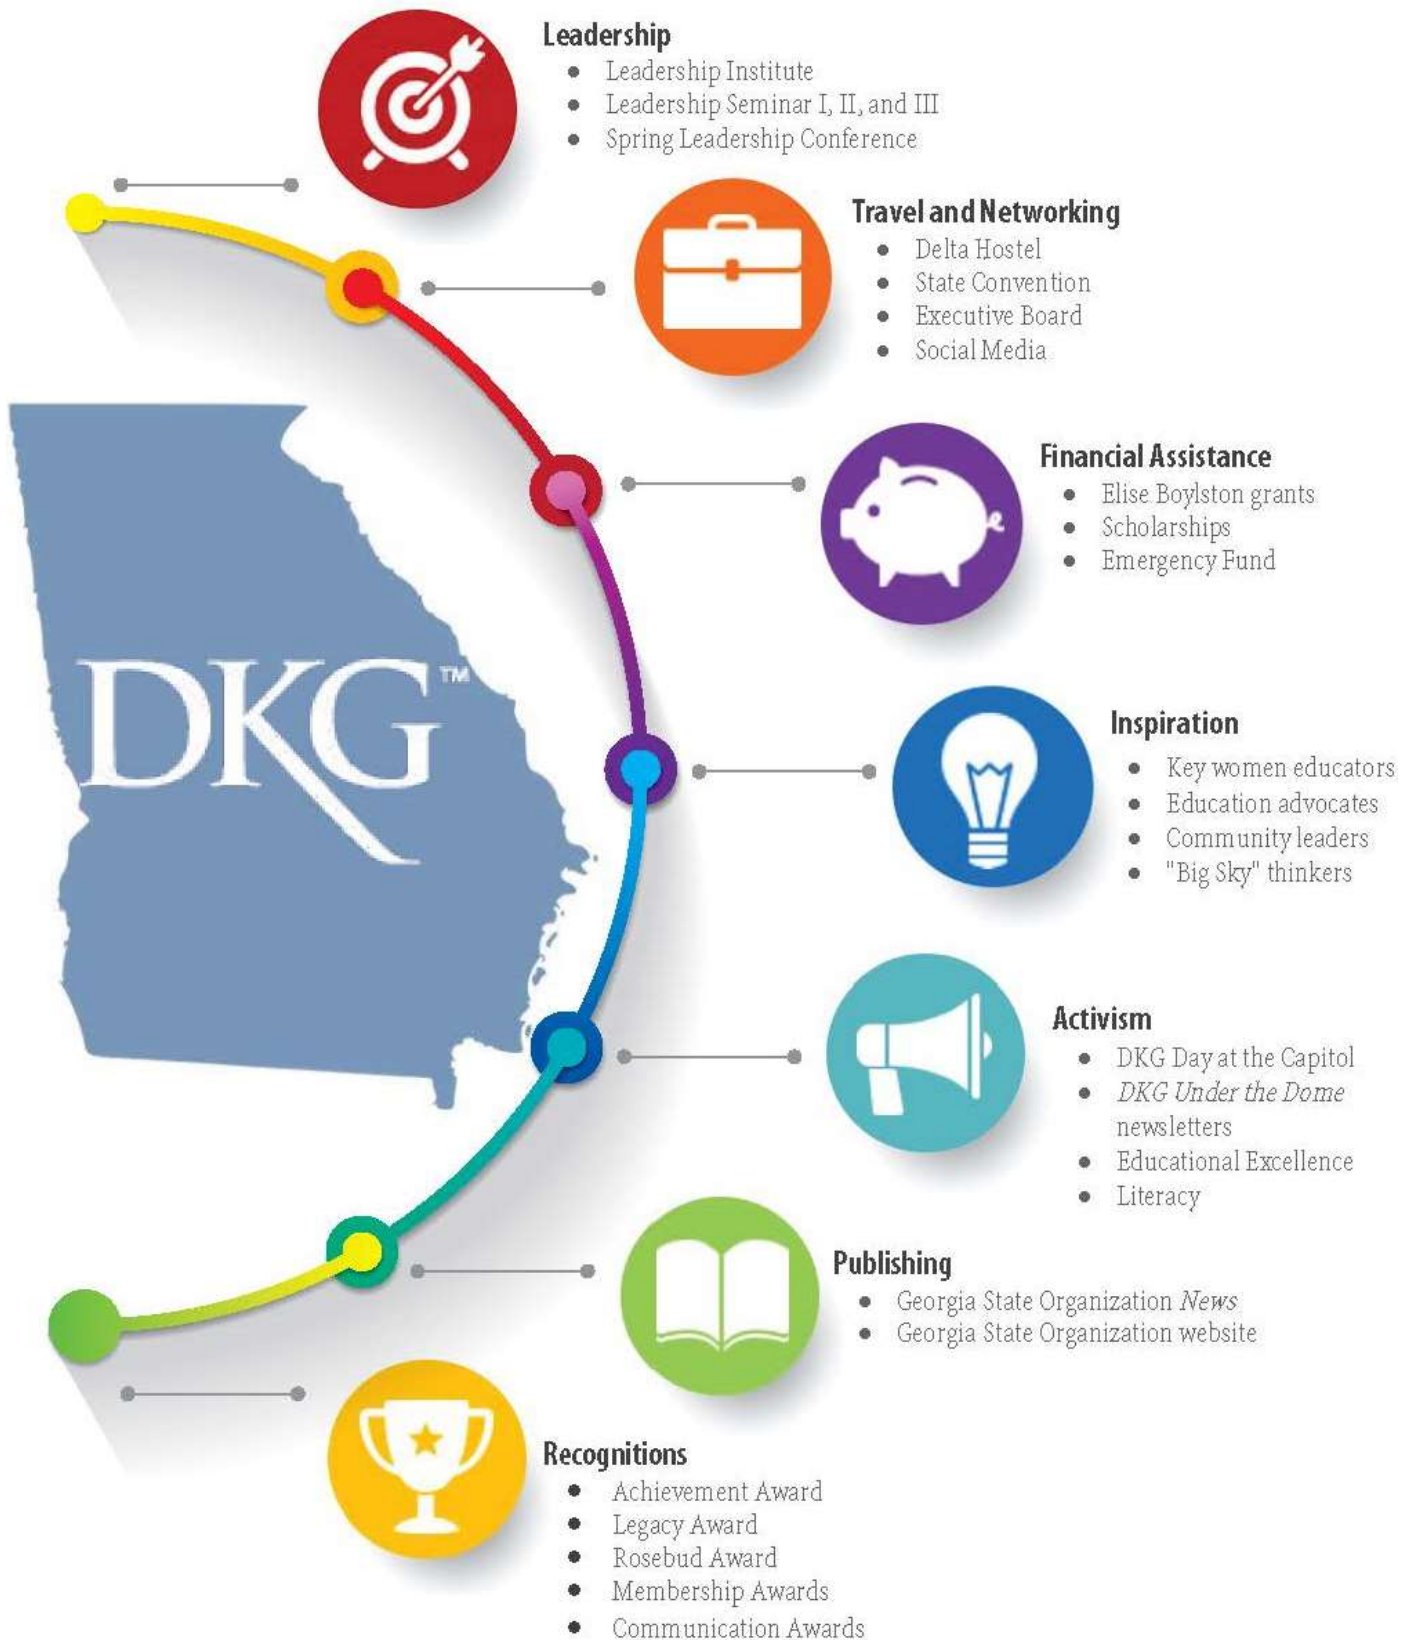 Leadership
• Leadership Institute
• Leadership Seminar I, II, and III
• Spring Leadership Conference
Travel and Networking
• Delta Hostel
• State Convention
• Executive Board
• Social Media
Financial Assistance
• Elise Boylston grants
• Scholarships
• Emergency Fund
DKG™
Inspiration
• Key women educators
• Education advocates
• Community leaders
• "Big Sky" thinkers
Activism
• DKG Day at the Capitol
• DKG Under the Dome
newsletters
• Educational Excellence
• Literacy
Publishing
• Georgia State Organization News
• Georgia State Organization website
Recognitions
• Achievement Award
• Legacy Award
• Rosebud Award
• Membership Awards
• Communication Awards